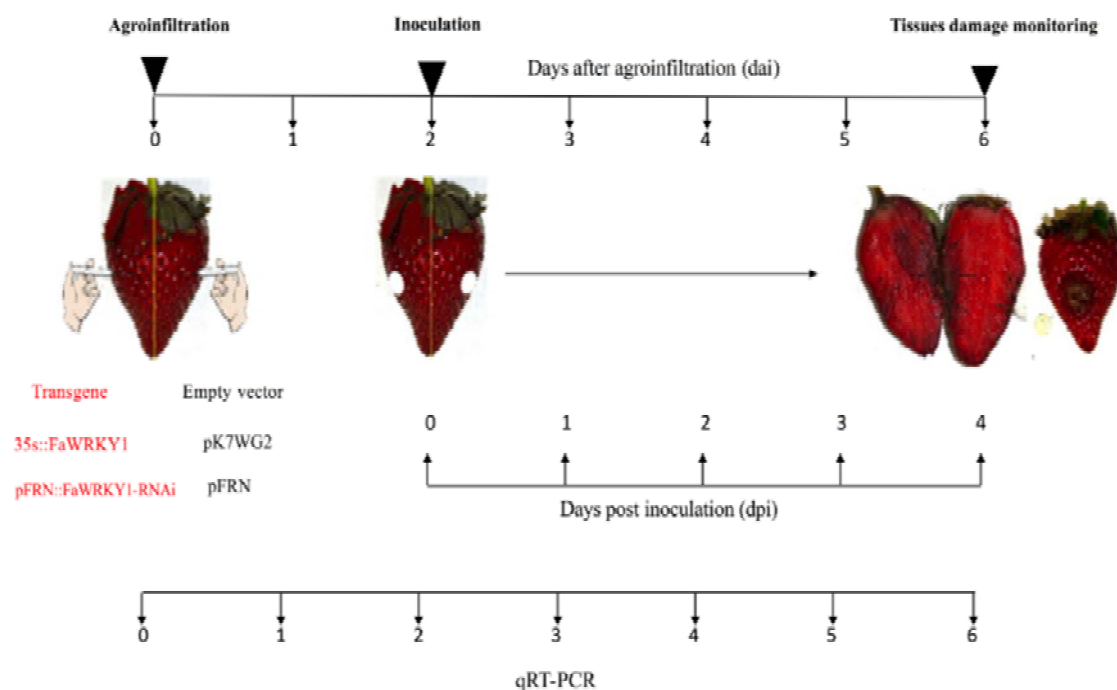 Agroinfiltration Inoculation Tissues damage monitoring
Days after agroinfiltration (dai)
0 1 2 3 4 5 6
Transgene Empty vector
35s::FaWRKY1 pK7WG2
pFRN::FaWRKY1-RNAi pFRN
0 1 2 3 4
Days post inoculation (dpi)
0 1 2 3 4 5 6
qRT-PCR